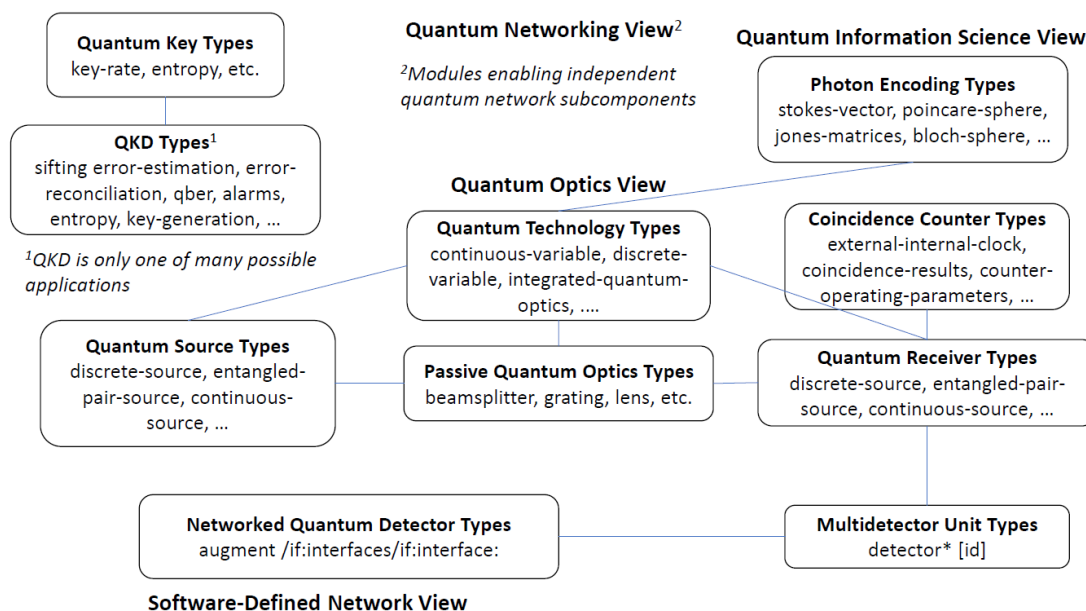 Quantum Key Types
key-rate, entropy, etc.
Quantum Networking View2
2Modules enabling independent
quantum network subcomponents
Quantum Information Science View
Photon Encoding Types
stokes-vector, poincare-sphere,
jones-matrices, bloch-sphere, ...
QKD Types1
sifting error-estimation, error-
reconciliation, qber, alarms,
entropy, key-generation, ...
1QKD is only one of many possible
applications
Quantum Optics View
Quantum Technology Types
continuous-variable, discrete-
variable, integrated-quantum-
optics, ....
Coincidence Counter Types
external-internal-clock,
coincidence-results, counter-
operating-parameters, ...
Quantum Source Types
discrete-source, entangled-
pair-source, continuous-
source, ...
Passive Quantum Optics Types
beamsplitter, grating, lens, etc.
Quantum Receiver Types
discrete-source, entangled-pair-
source, continuous-source, ...
Networked Quantum Detector Types
augment /if:interfaces/if:interface:
Multidetector Unit Types
detector* [id]
Software-Defined Network View